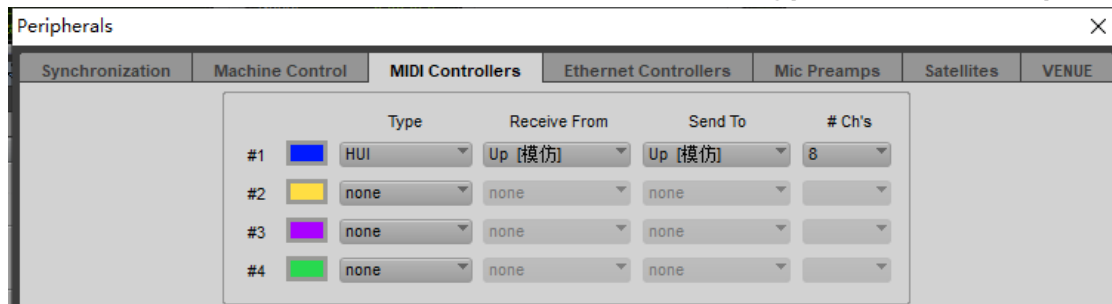 Peripherals
Synchronization Machine Control MIDI Controllers Ethernet Controllers Mic Preamps Satellites VENUE
Type Receive From Send To # Ch's
#1 HUI Up [模仿] Up [模仿] 8
#2 none none none
#3 none none none
#4 none none none